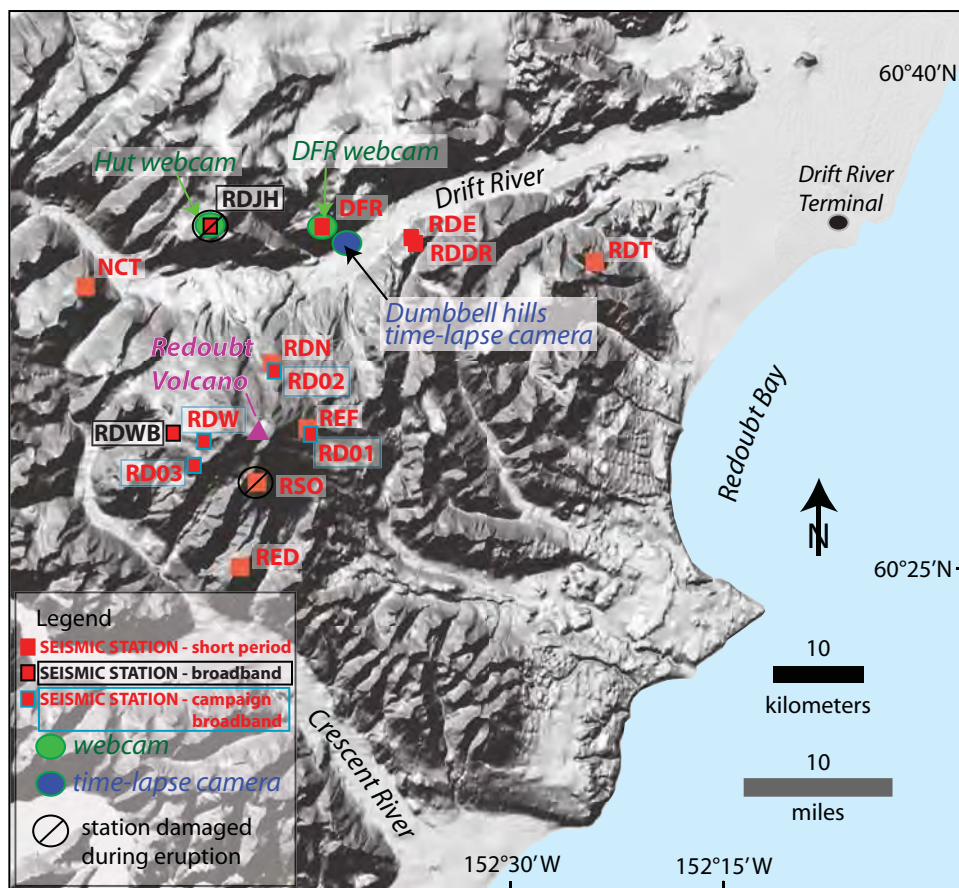 60°40'N
Hut webcam
DFR webcam
RDJH
Drift River
Drift River
Terminal
DFR
RDE
RDDR
RDT
NCT
Dumbbell hills
time-lapse camera
Redoubt
Volcano
RDN
RD02
Redoubt Bay
RDW
REF
RDWB
RD01
RD03
RSO
N
RED
60°25'N
Legend
SEISMIC STATION - short period
SEISMIC STATION - broadband
SEISMIC STATION - campaign
broadband
webcam
time-lapse camera
station damaged
during eruption
Crescent River
10
kilometers
10
miles
152°30'W
152°15'W